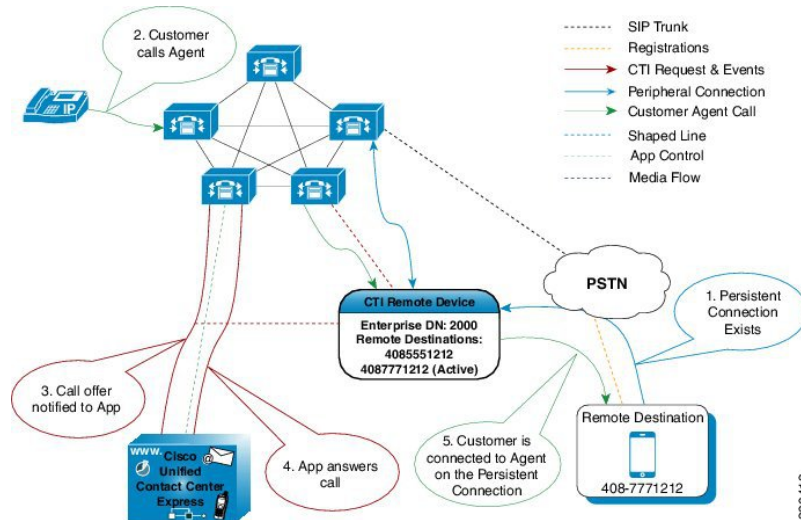 2. Customer
calls Agent
IP
SIP Trunk
Registrations
CTI Request & Events
Peripheral Connection
Customer Agent Call
Shaped Line
App Control
Media Flow
PSTN
1. Persistent
Connection
Exists
CTI Remote Device
Enterprise DN: 2000
Remote Destinations:
4085551212
4087771212 (Active)
3. Call offer
notified to App
4. App answers
call
5. Customer is
connected to Agent
on the Persistent
Connection
Remote Destination
408-7771212
www.
Cisco
Unified
Contact Center
Express